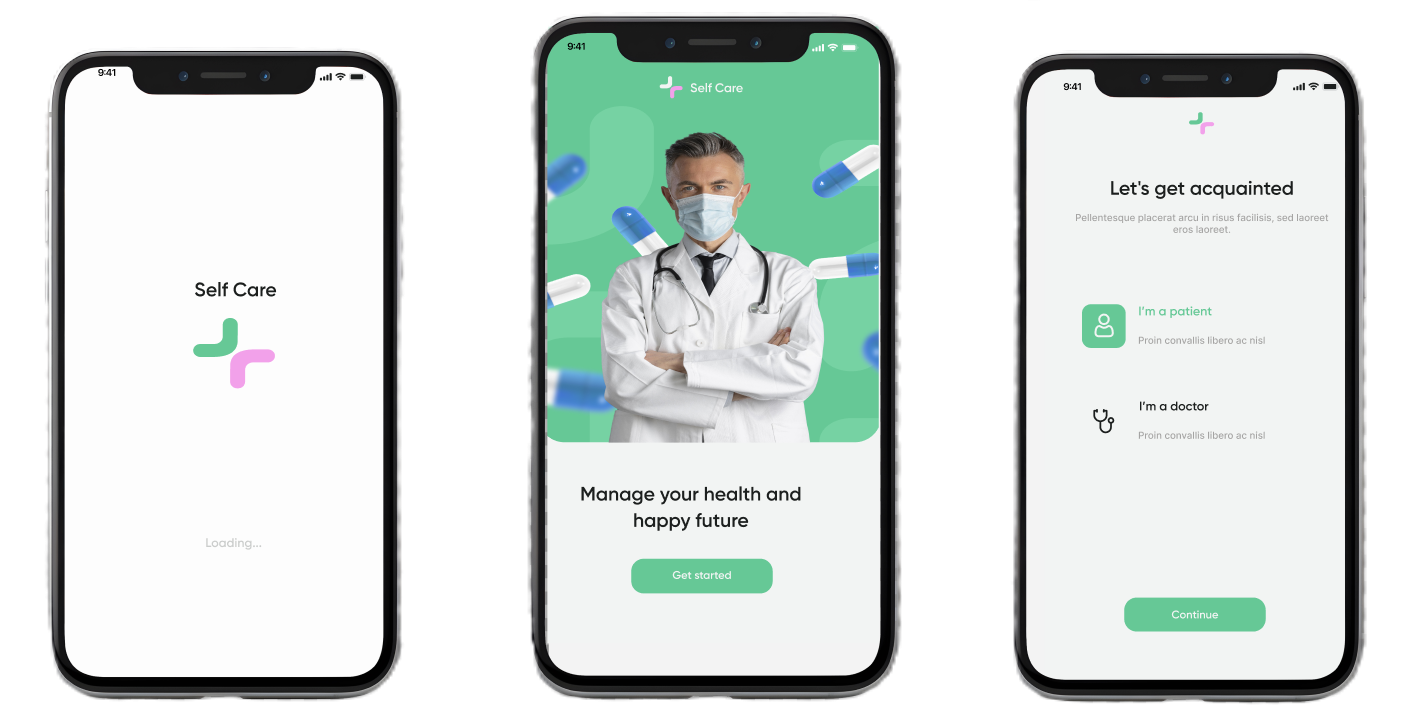 9:41
Self Care
Loading...
9:41
Self Care
Manage your health and
happy future
Get started
9:41
Let's get acquainted
Pellentesque placerat arcu in risus facilisis, sed laoreet
eros laoreet.
I'm a patient
Proin convallis libero ac nisl
I'm a doctor
Proin convallis libero ac nisl
Continue